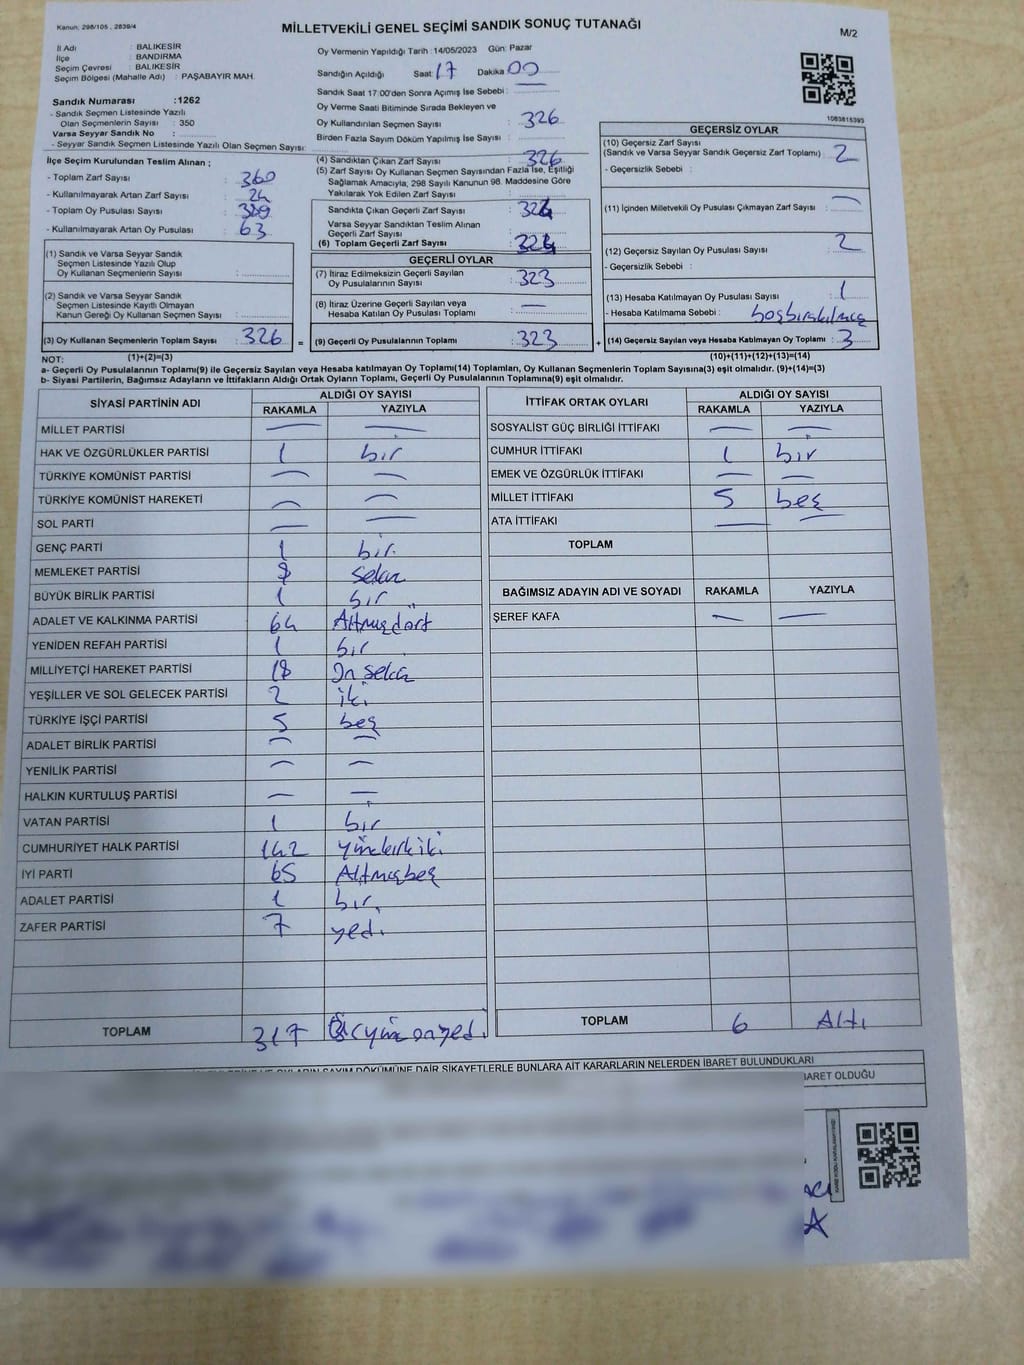 Kanun: 298/105 , 2839/4
MİLLETVEKİLİ GENEL SEÇİMİ SANDIK SONUÇ TUTANAĞI
M/2
İl Adı : BALIKESİR
İlçe : BANDIRMA
Seçim Çevresi : BALIKESİR
Seçim Bölgesi (Mahalle Adı) : PAŞABAYIR MAH.
Sandık Numarası :1262
- Sandık Seçmen Listesinde Yazılı
Olan Seçmenlerin Sayısı : 350
Varsa Seyyar Sandık No :
- Seyyar Sandık Seçmen Listesinde Yazılı Olan Seçmen Sayısı:
Oy Vermenin Yapıldığı Tarih : 14/05/2023 Gün: Pazar
Sandığın Açıldığı Saat: 17 Dakika: 00
Sandık Saat 17:00'den Sonra Açılmış İse Sebebi :
Oy Verme Saati Bitiminde Sırada Bekleyen ve
Oy Kullandırılan Seçmen Sayısı : 326
Birden Fazla Sayım Döküm Yapılmış İse Sayısı :
1083815393
İlçe Seçim Kurulundan Teslim Alınan ;
- Toplam Zarf Sayısı : 360
- Kullanılmayarak Artan Zarf Sayısı :
- Toplam Oy Pusulası Sayısı :
- Kullanılmayarak Artan Oy Pusulası : 63
(1) Sandık ve Varsa Seyyar Sandık
Seçmen Listesinde Yazılı Olup
Oy Kullanan Seçmenlerin Sayısı :
(2) Sandık ve Varsa Seyyar Sandık
Seçmen Listesinde Kayıtlı Olmayan
Kanun Gereği Oy Kullanan Seçmen Sayısı :
(3) Oy Kullanan Seçmenlerin Toplam Sayısı : 326
(4) Sandıktan Çıkan Zarf Sayısı : 326
(5) Zarf Sayısı Oy Kullanan Seçmen Sayısından Fazla İse, Eşitliği
Sağlamak Amacıyla, 298 Sayılı Kanunun 98. Maddesine Göre
Yakılarak Yok Edilen Zarf Sayısı :
Sandıkta Çıkan Geçerli Zarf Sayısı : 324
Varsa Seyyar Sandıktan Teslim Alınan
Geçerli Zarf Sayısı :
(6) Toplam Geçerli Zarf Sayısı : 324
GEÇERLİ OYLAR
(7) İtiraz Edilmeksizin Geçerli Sayılan
Oy Pusulalarının Sayısı : 323
(8) İtiraz Üzerine Geçerli Sayılan veya
Hesaba Katılan Oy Pusulaları Toplamı : —
= (9) Geçerli Oy Pusulalarının Toplamı : 323
GEÇERSİZ OYLAR
(10) Geçersiz Zarf Sayısı
(Sandık ve Varsa Seyyar Sandık Geçersiz Zarf Toplamı) : 2
- Geçersizlik Sebebi :
(11) İçinden Milletvekili Oy Pusulası Çıkmayan Zarf Sayısı : —
(12) Geçersiz Sayılan Oy Pusulası Sayısı : 2
- Geçersizlik Sebebi :
(13) Hesaba Katılmayan Oy Pusulası Sayısı : 1
- Hesaba Katılmama Sebebi : boş bırakılmış
+ (14) Geçersiz Sayılan veya Hesaba Katılmayan Oy Toplamı : 3
NOT: (1)+(2)=(3) (10)+(11)+(12)+(13)=(14)
a- Geçerli Oy Pusulalarının Toplamı(9) ile Geçersiz Sayılan veya Hesaba katılmayan Oy Toplamı(14) Toplamları, Oy Kullanan Seçmenlerin Toplam Sayısına(3) eşit olmalıdır. (9)+(14)=(3)
b- Siyasi Partilerin, Bağımsız Adayların ve İttifakların Aldığı Ortak Oyların Toplamı, Geçerli Oy Pusulalarının Toplamına(9) eşit olmalıdır.
SİYASİ PARTİNİN ADI ALDIĞI OY SAYISI
RAKAMLA YAZIYLA
MİLLET PARTİSİ — —
HAK VE ÖZGÜRLÜKLER PARTİSİ 1 bir
TÜRKİYE KOMÜNİST PARTİSİ — —
TÜRKİYE KOMÜNİST HAREKETİ — —
SOL PARTİ — —
GENÇ PARTİ 1 bir.
MEMLEKET PARTİSİ 8 sekiz
BÜYÜK BİRLİK PARTİSİ 1 bir
ADALET VE KALKINMA PARTİSİ 64 Altmışdört
YENİDEN REFAH PARTİSİ 1 bir
MİLLİYETÇİ HAREKET PARTİSİ 18 On sekiz
YEŞİLLER VE SOL GELECEK PARTİSİ 2 iki
TÜRKİYE İŞÇİ PARTİSİ 5 beş
ADALET BİRLİK PARTİSİ — —
YENİLİK PARTİSİ — —
HALKIN KURTULUŞ PARTİSİ — —
VATAN PARTİSİ 1 bir
CUMHURİYET HALK PARTİSİ 142 yüzkırkiki
İYİ PARTİ 65 Altmışbeş
ADALET PARTİSİ 1 bir.
ZAFER PARTİSİ 7 yedi
TOPLAM 317 Üçyüz onyedi
İTTİFAK ORTAK OYLARI ALDIĞI OY SAYISI
RAKAMLA YAZIYLA
SOSYALİST GÜÇ BİRLİĞİ İTTİFAKI — —
CUMHUR İTTİFAKI 1 bir
EMEK VE ÖZGÜRLÜK İTTİFAKI — —
MİLLET İTTİFAKI 5 beş
ATA İTTİFAKI — —
TOPLAM
BAĞIMSIZ ADAYIN ADI VE SOYADI RAKAMLA YAZIYLA
ŞEREF KAFA — —
TOPLAM 6 Altı
SAYIM DÖKÜMÜNE DAİR ŞİKAYETLERLE BUNLARA AİT KARARLARIN NELERDEN İBARET BULUNDUKLARI
BARET OLDUĞU